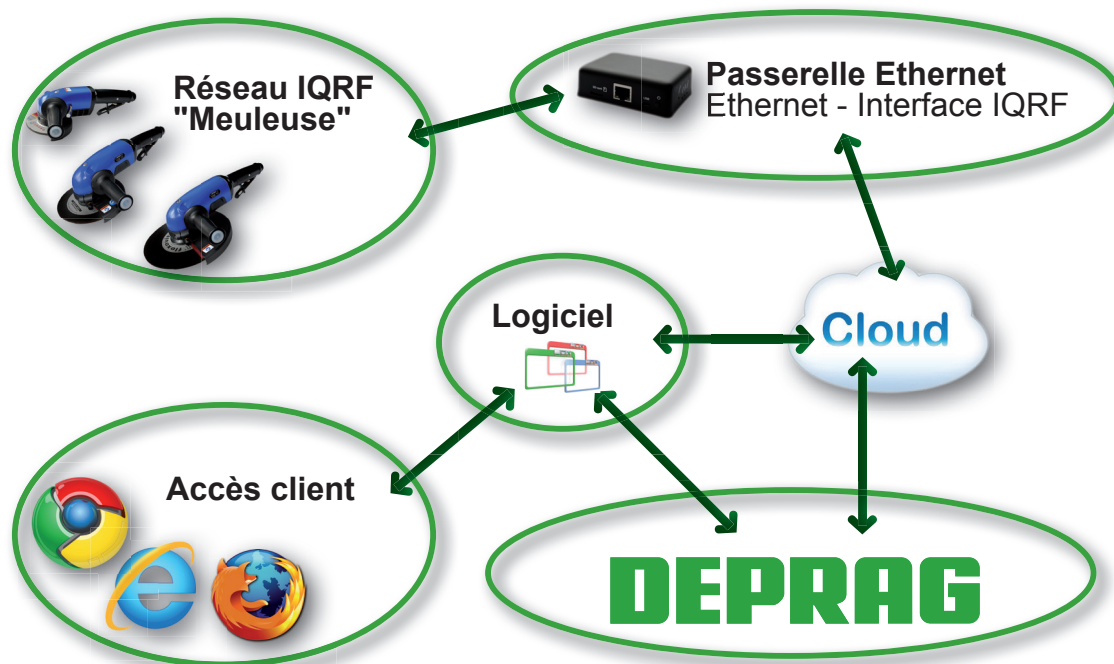 Réseau IQRF
"Meuleuse"
Passerelle Ethernet
Ethernet - Interface IQRF
Logiciel
Cloud
Accès client
DEPRAG